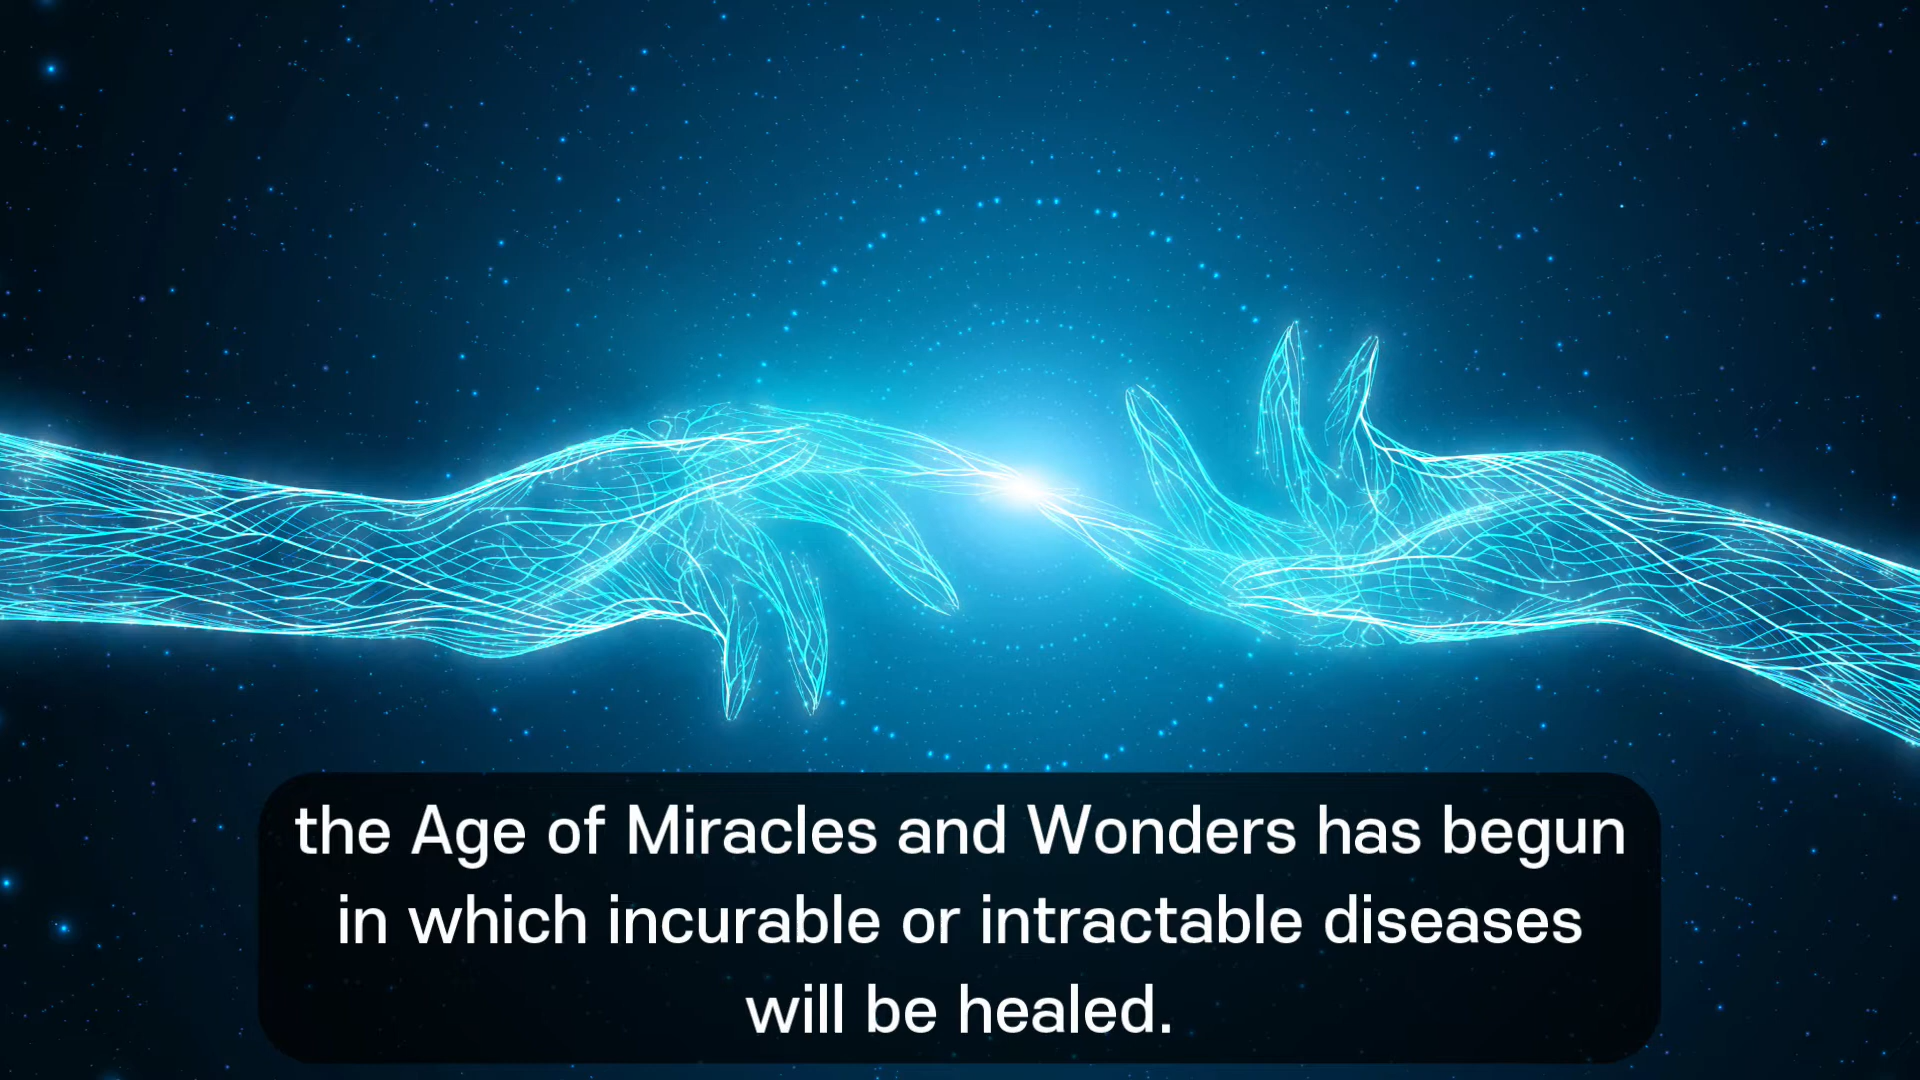 the Age of Miracles and Wonders has begun
in which incurable or intractable diseases
will be healed.